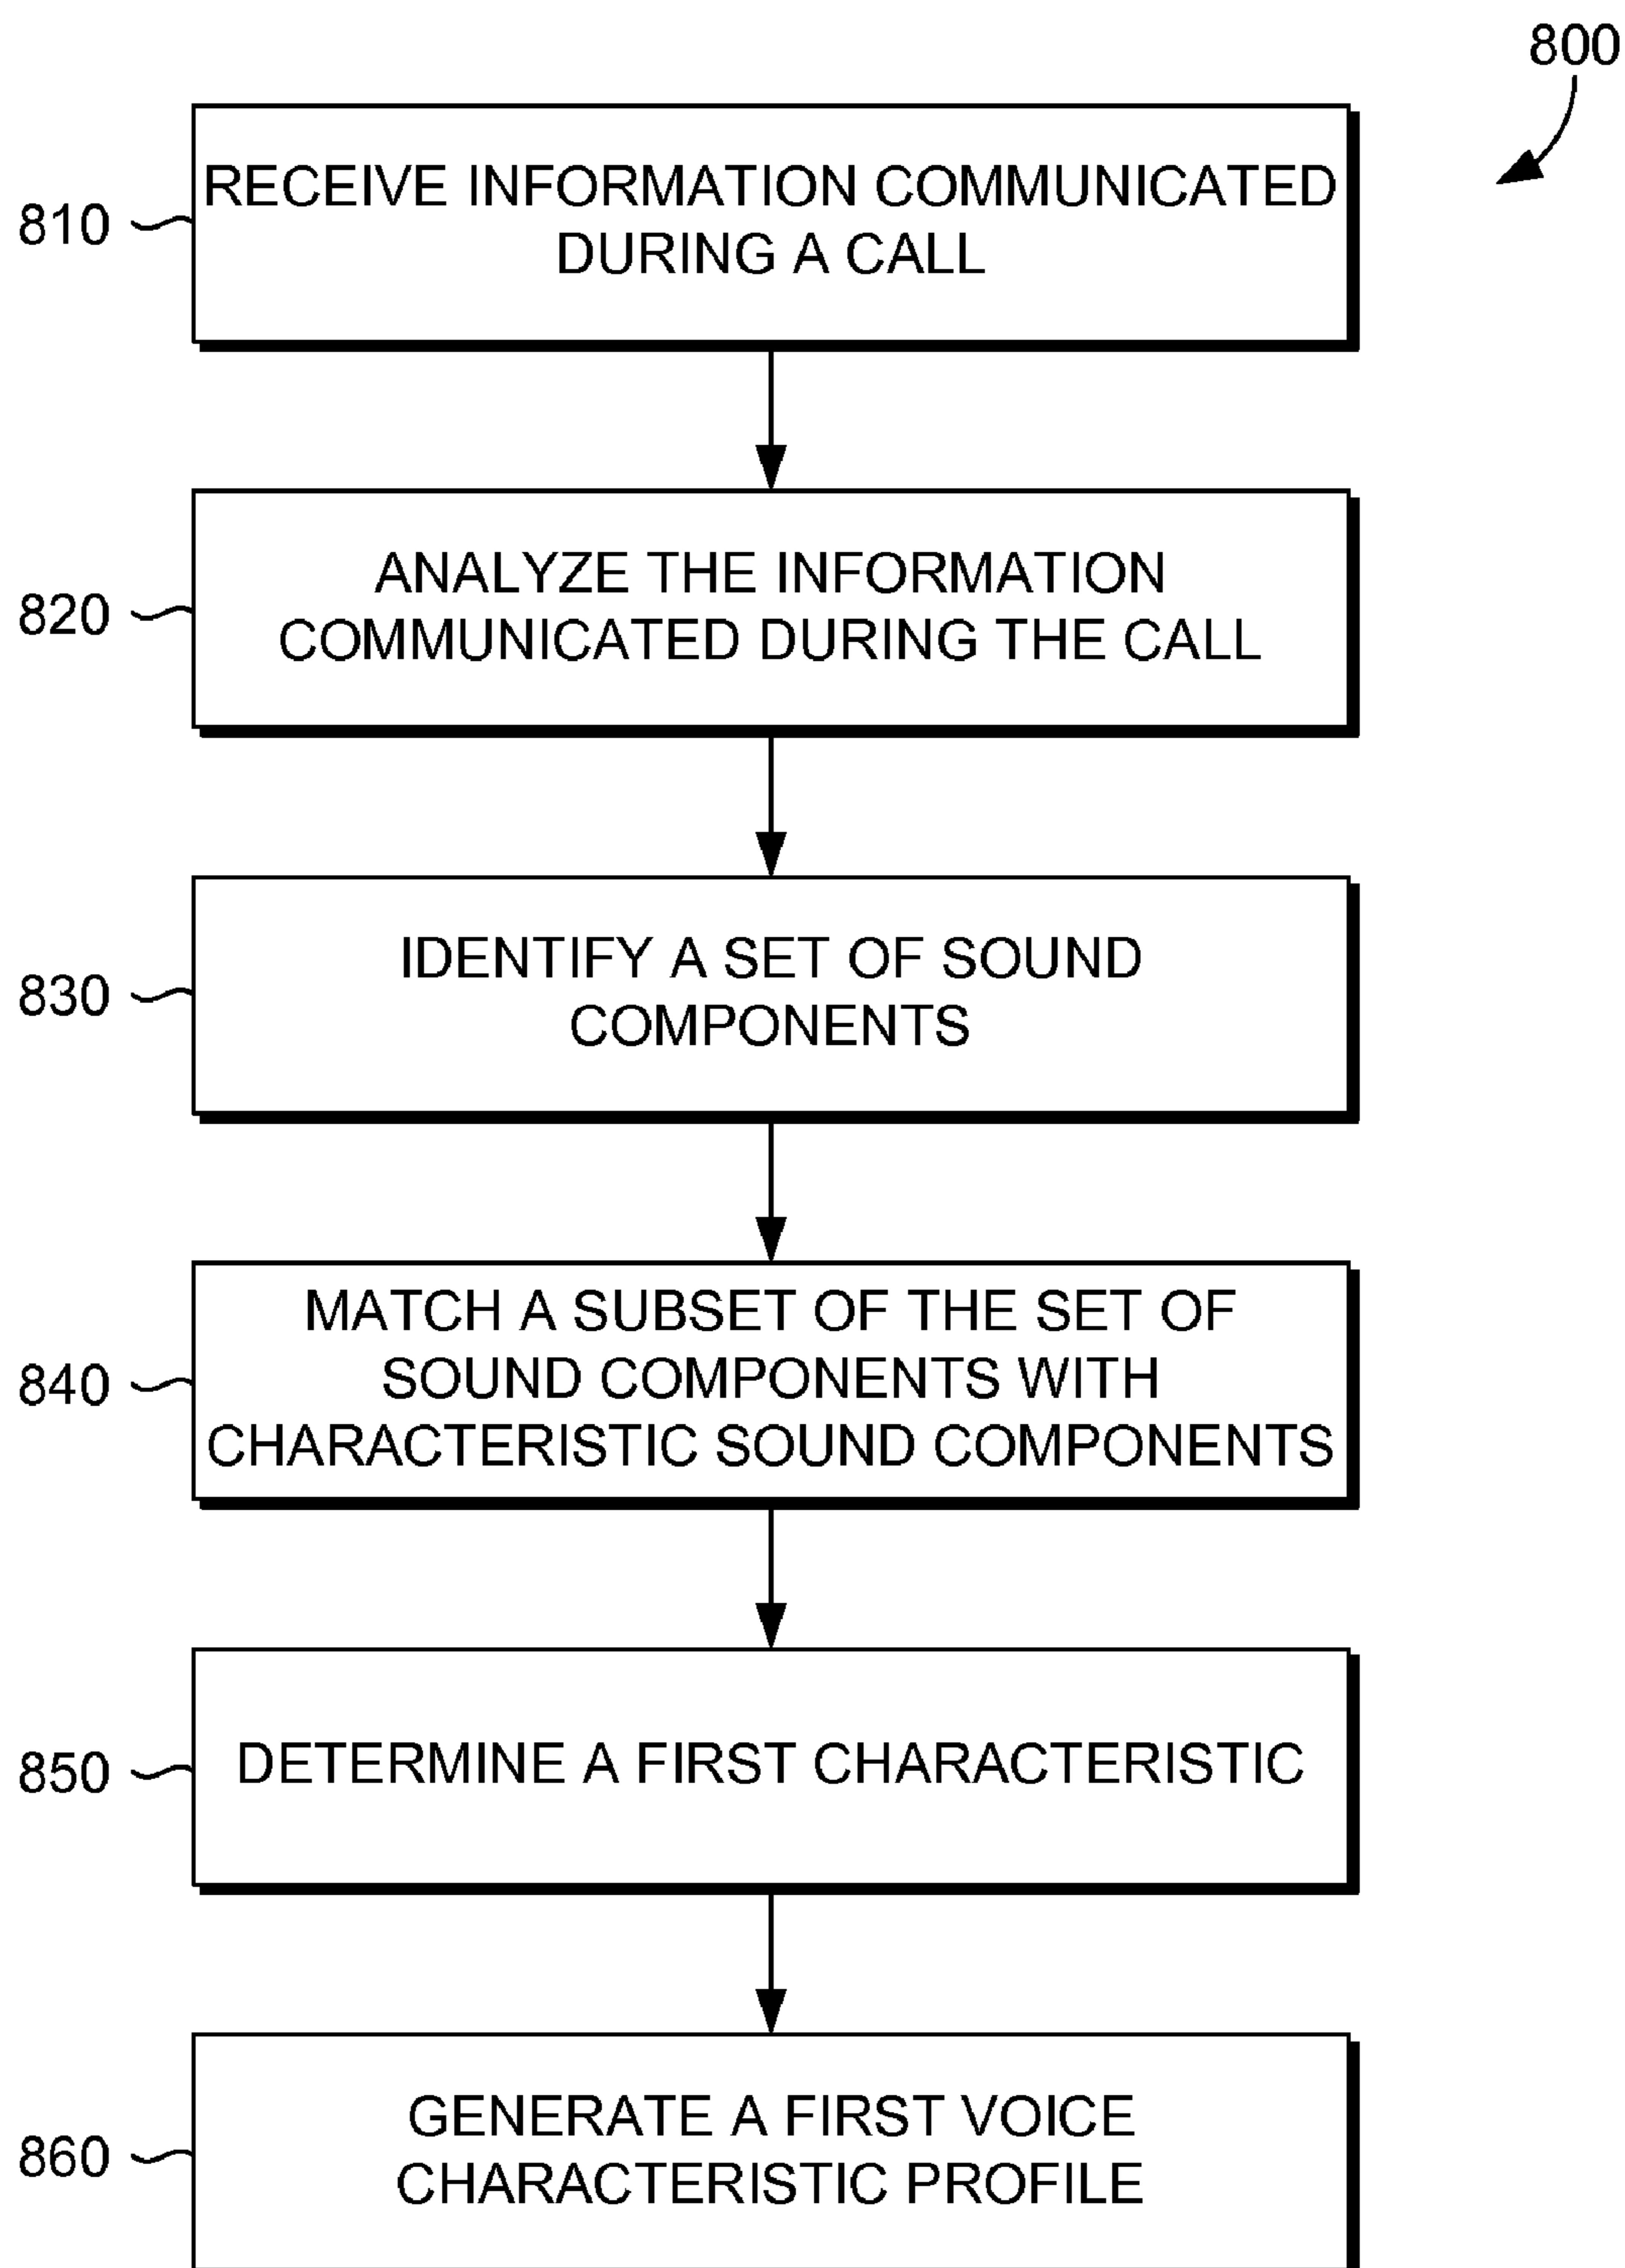 800
810
RECEIVE INFORMATION COMMUNICATED
DURING A CALL
820
ANALYZE THE INFORMATION
COMMUNICATED DURING THE CALL
830
IDENTIFY A SET OF SOUND
COMPONENTS
840
MATCH A SUBSET OF THE SET OF
SOUND COMPONENTS WITH
CHARACTERISTIC SOUND COMPONENTS
850
DETERMINE A FIRST CHARACTERISTIC
860
GENERATE A FIRST VOICE
CHARACTERISTIC PROFILE